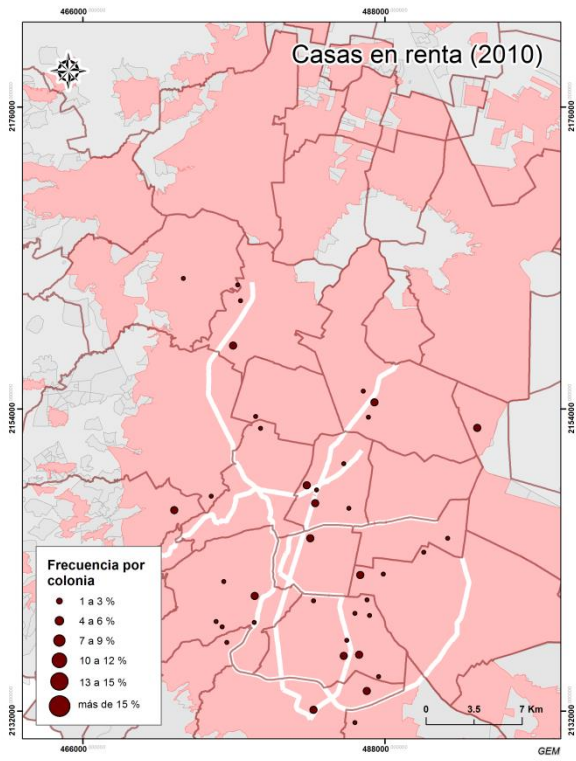 466000 488000
Casas en renta (2010)
2176000 2176000
2154000 2154000
Frecuencia por
colonia
1 a 3 %
4 a 6 %
7 a 9 %
10 a 12 %
13 a 15 %
más de 15 %
2132000 2132000
0 3.5 7 Km
466000 488000
GEM